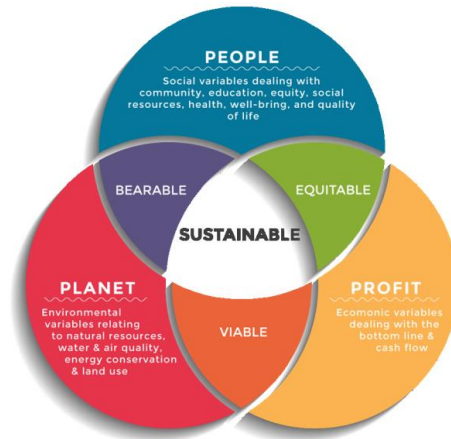 PEOPLE
Social variables dealing with
community, education, equity, social
resources, health, well-bring, and quality
of life
BEARABLE
EQUITABLE
SUSTAINABLE
PLANET
Environmental
variables relating
to natural resources,
water & air quality,
energy conservation
& land use
PROFIT
Ecomonic variables
dealing with the
bottom line &
cash flow
VIABLE